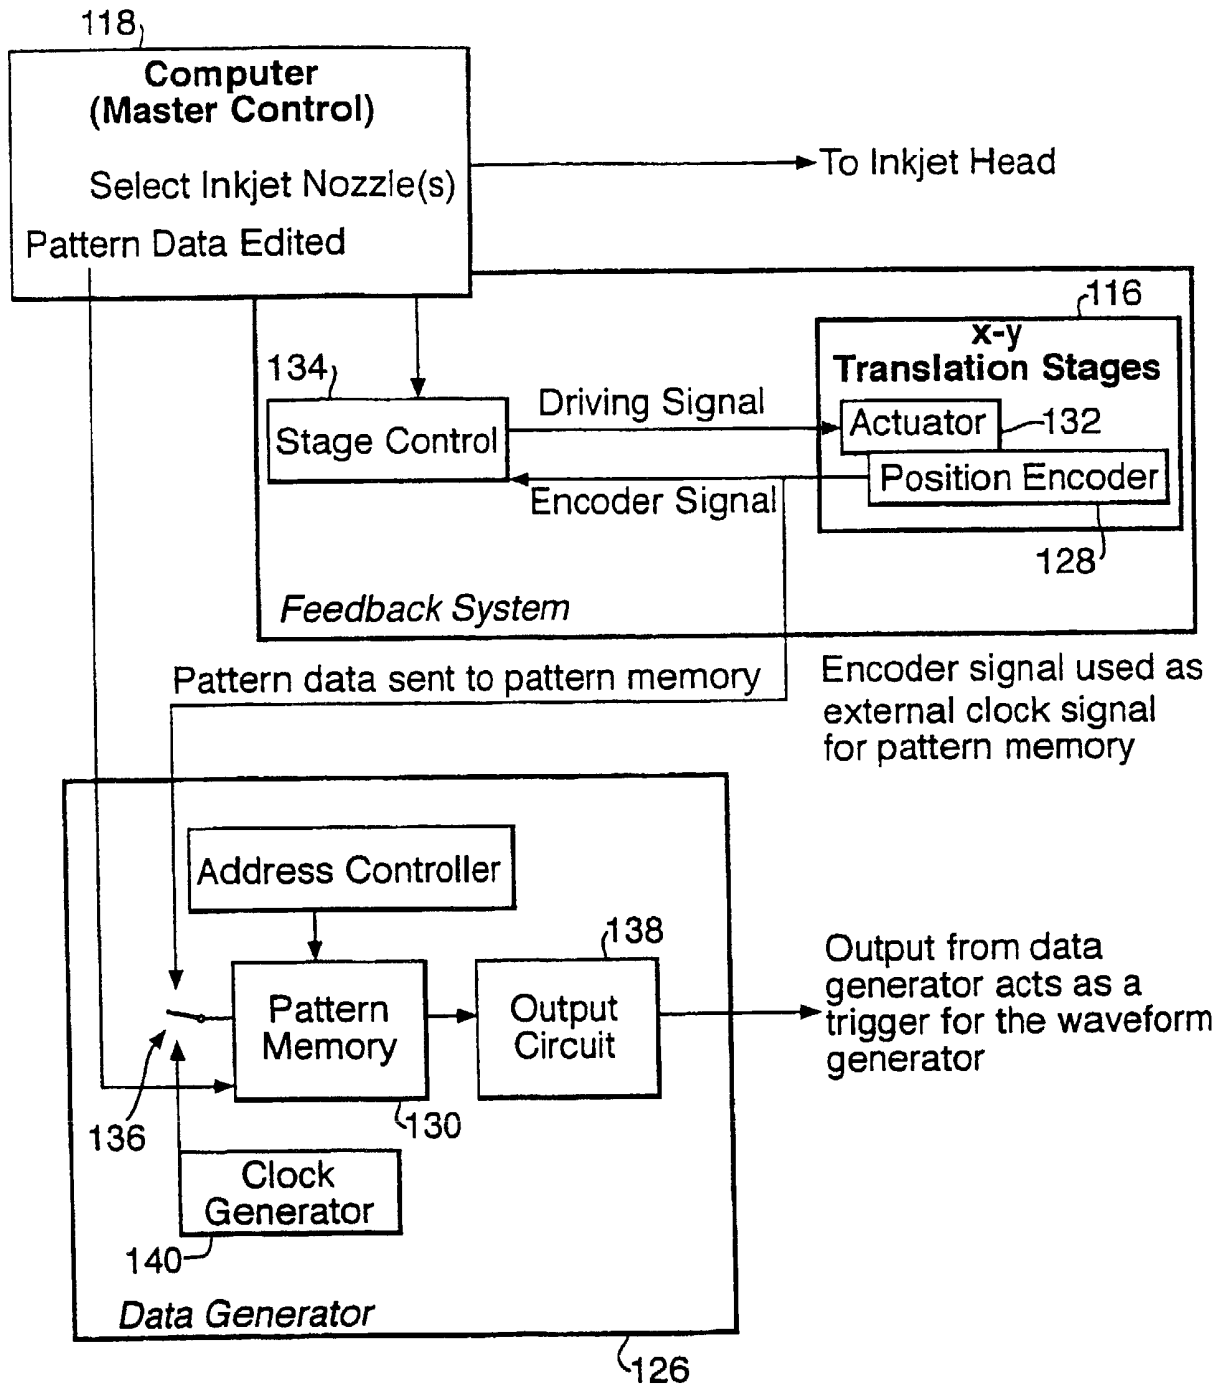 118
Computer
(Master Control)
Select Inkjet Nozzle(s)
Pattern Data Edited
To Inkjet Head
116
x-y
Translation Stages
134
Stage Control
Driving Signal
Actuator
132
Position Encoder
Encoder Signal
128
Feedback System
Pattern data sent to pattern memory
Encoder signal used as
external clock signal
for pattern memory
Address Controller
138
Pattern
Memory
Output
Circuit
Output from data
generator acts as a
trigger for the waveform
generator
136
130
Clock
Generator
140
Data Generator
126